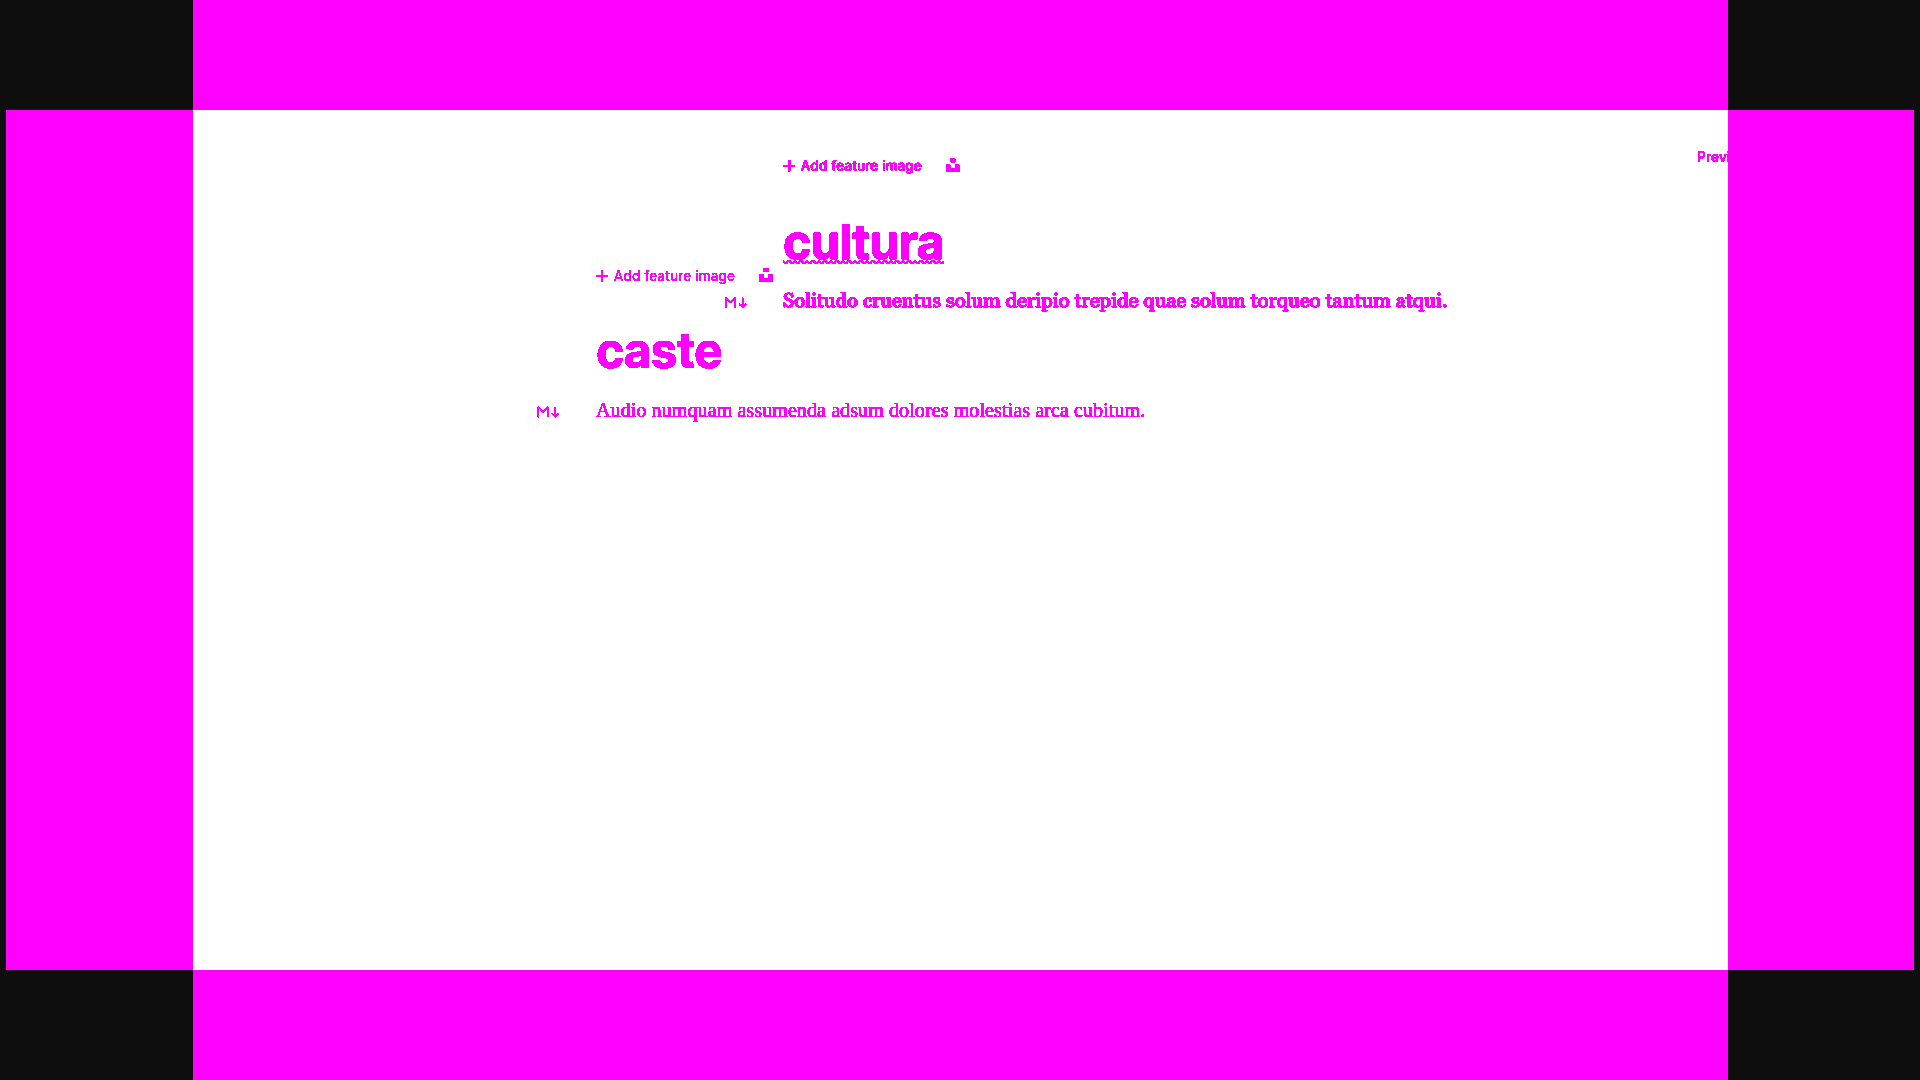 + Add feature image
Previ
cultura
+ Add feature image
M↓ Solitudo cruentus solum deripio trepide quae solum torqueo tantum atqui.
caste
M↓ Audio numquam assumenda adsum dolores molestias arca cubitum.